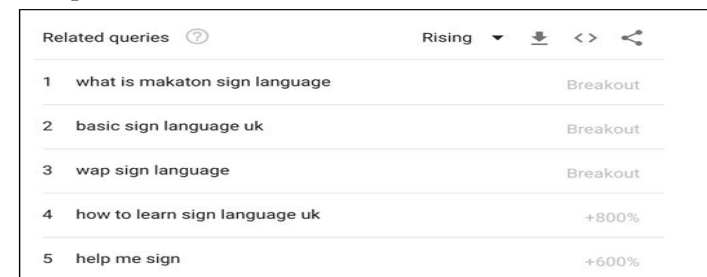 Related queries ? Rising <>
1 what is makaton sign language Breakout
2 basic sign language uk Breakout
3 wap sign language Breakout
4 how to learn sign language uk +800%
5 help me sign +600%